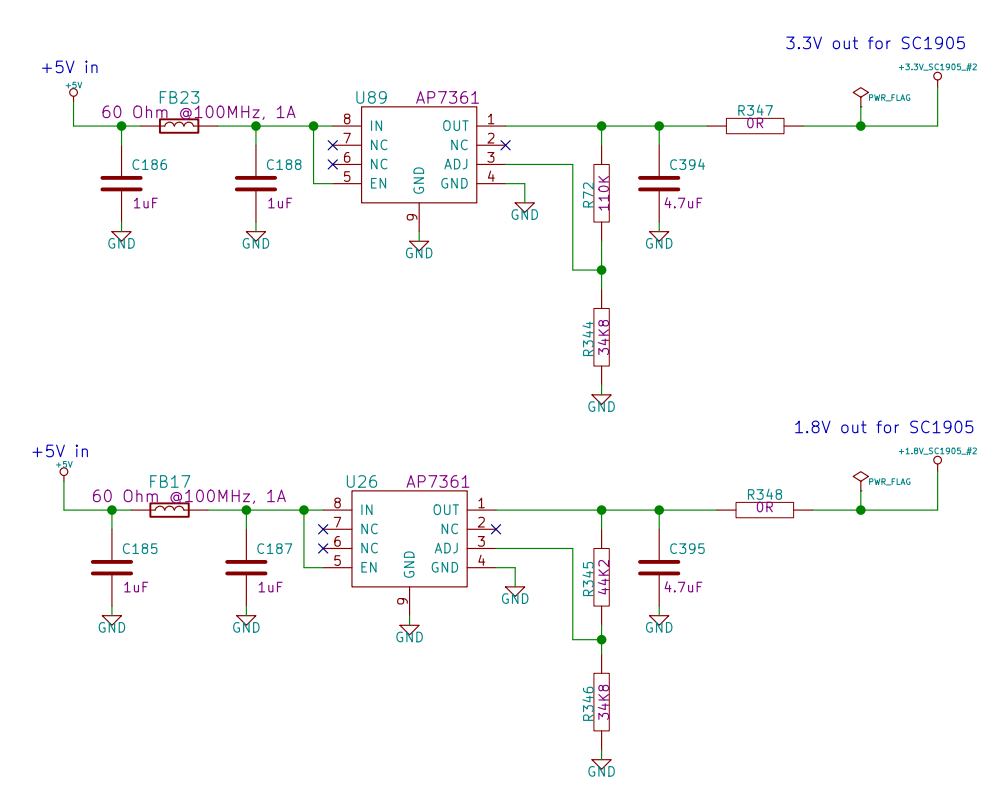 3.3V out for SC1905
+5V in
+3.3V_SC1905_#2
+5V
FB23
60 Ohm @100MHz, 1A
U89
AP7361
PWR_FLAG
R347
0R
8 IN OUT 1
7 NC NC 2
6 NC ADJ 3
5 EN GND 4
GND
9
C186
1uF
C188
1uF
R72
110K
C394
4.7uF
GND
GND
GND
GND
GND
R344
34K8
GND
1.8V out for SC1905
+5V in
+1.8V_SC1905_#2
+5V
FB17
60 Ohm @100MHz, 1A
U26
AP7361
PWR_FLAG
R348
0R
8 IN OUT 1
7 NC NC 2
6 NC ADJ 3
5 EN GND 4
GND
9
C185
1uF
C187
1uF
R345
44K2
C395
4.7uF
GND
GND
GND
GND
GND
R346
34K8
GND